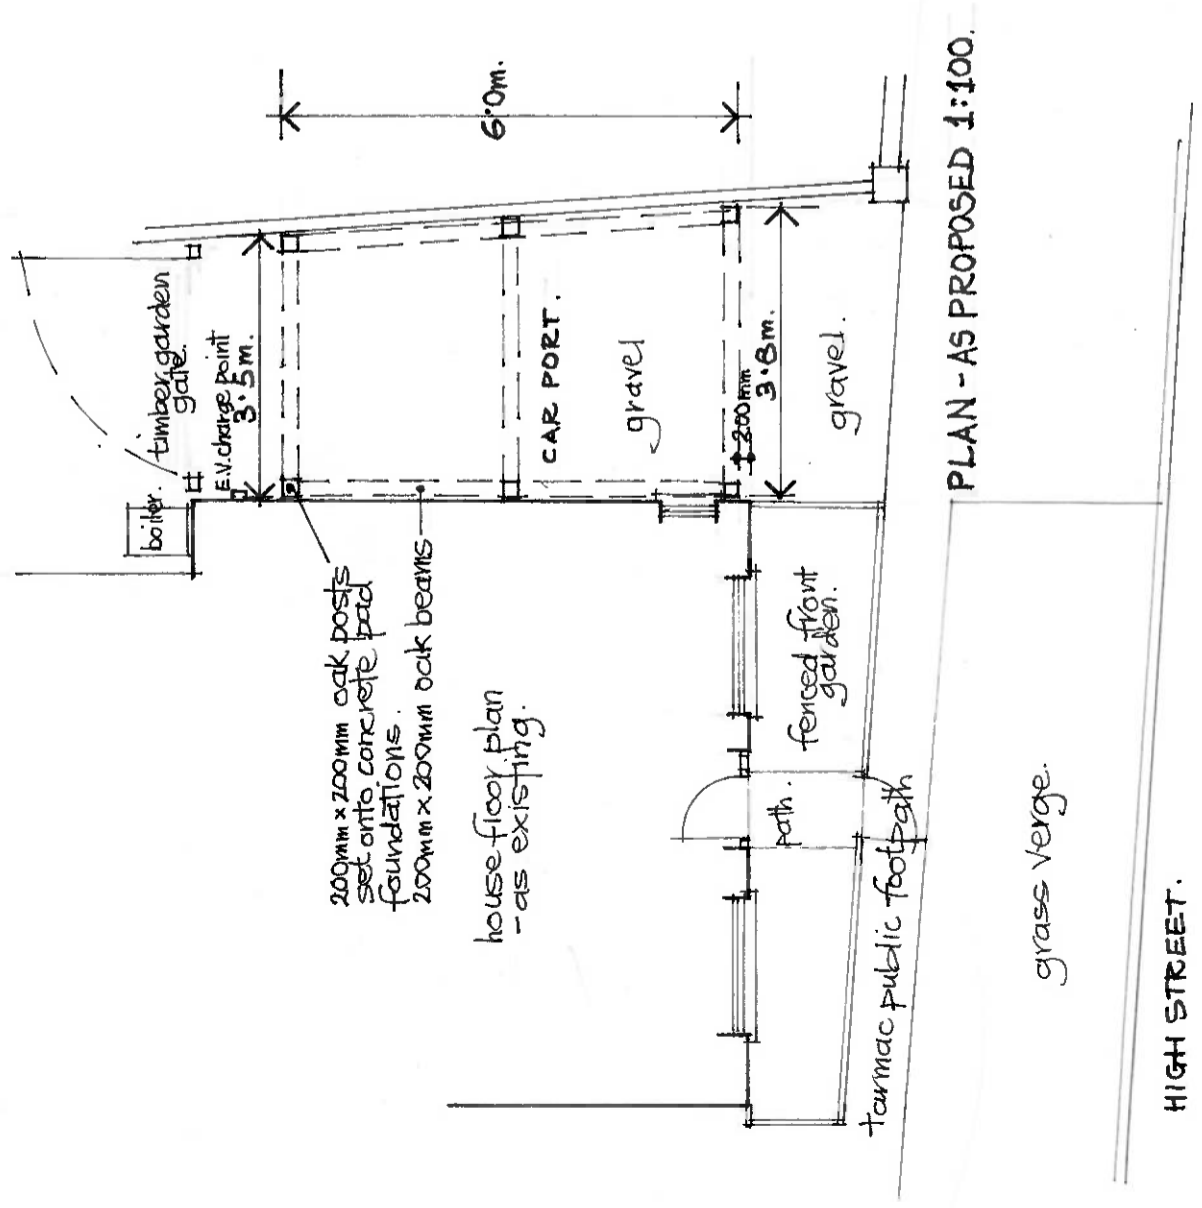 timber garden
gate.
boiler.
E.V. charge point
3.5m.
6.0m.
200mm x 200mm oak posts
set onto concrete pad
foundations.
200mm x 200mm oak beams
CAR PORT.
gravel
200mm
3.8m.
gravel.
house floor plan
- as existing.
fenced front
garden.
path.
tarmac public footpath
PLAN - AS PROPOSED 1:100.
grass verge.
HIGH STREET.